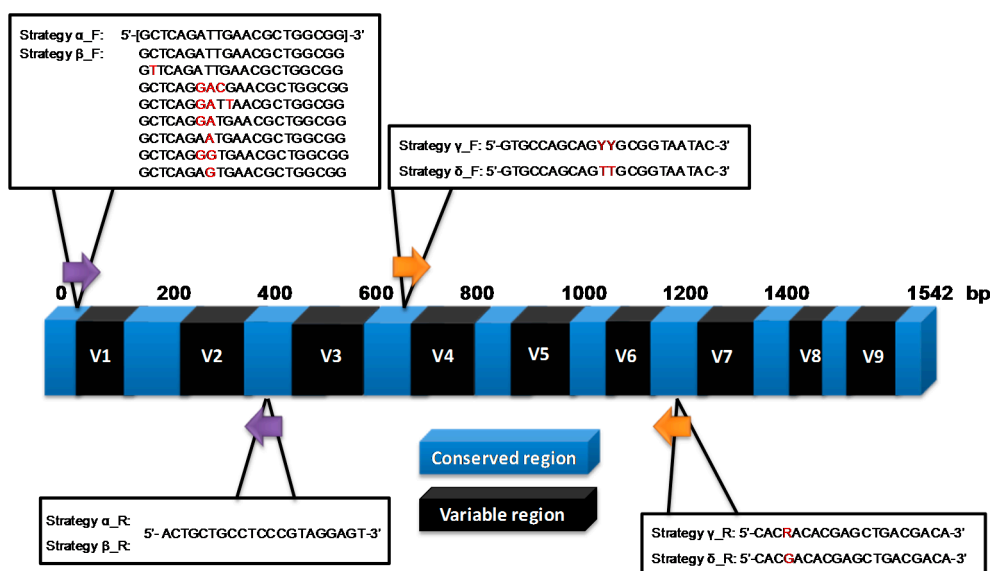 Strategy α_F: 5'-[GCTCAGATTGAACGCTGGCGG]-3'
Strategy β_F: GCTCAGATTGAACGCTGGCGG
GTTCAGATTGAACGCTGGCGG
GCTCAGGACGAACGCTGGCGG
GCTCAGGATTAACGCTGGCGG
GCTCAGGATGAACGCTGGCGG
GCTCAGAATGAACGCTGGCGG
GCTCAGGGTGAACGCTGGCGG
GCTCAGAGTGAACGCTGGCGG
Strategy γ_F: 5'-GTGCCAGCAGYYGCGGTAATAC-3'
Strategy δ_F: 5'-GTGCCAGCAGTTGCGGTAATAC-3'
0 200 400 600 800 1000 1200 1400 1542 bp
V1 V2 V3 V4 V5 V6 V7 V8 V9
Conserved region
Variable region
Strategy α_R:
5'- ACTGCTGCCTCCCGTAGGAGT-3'
Strategy β_R:
Strategy γ_R: 5'-CACRACACGAGCTGACGACA-3'
Strategy δ_R: 5'-CACGACACGAGCTGACGACA-3'